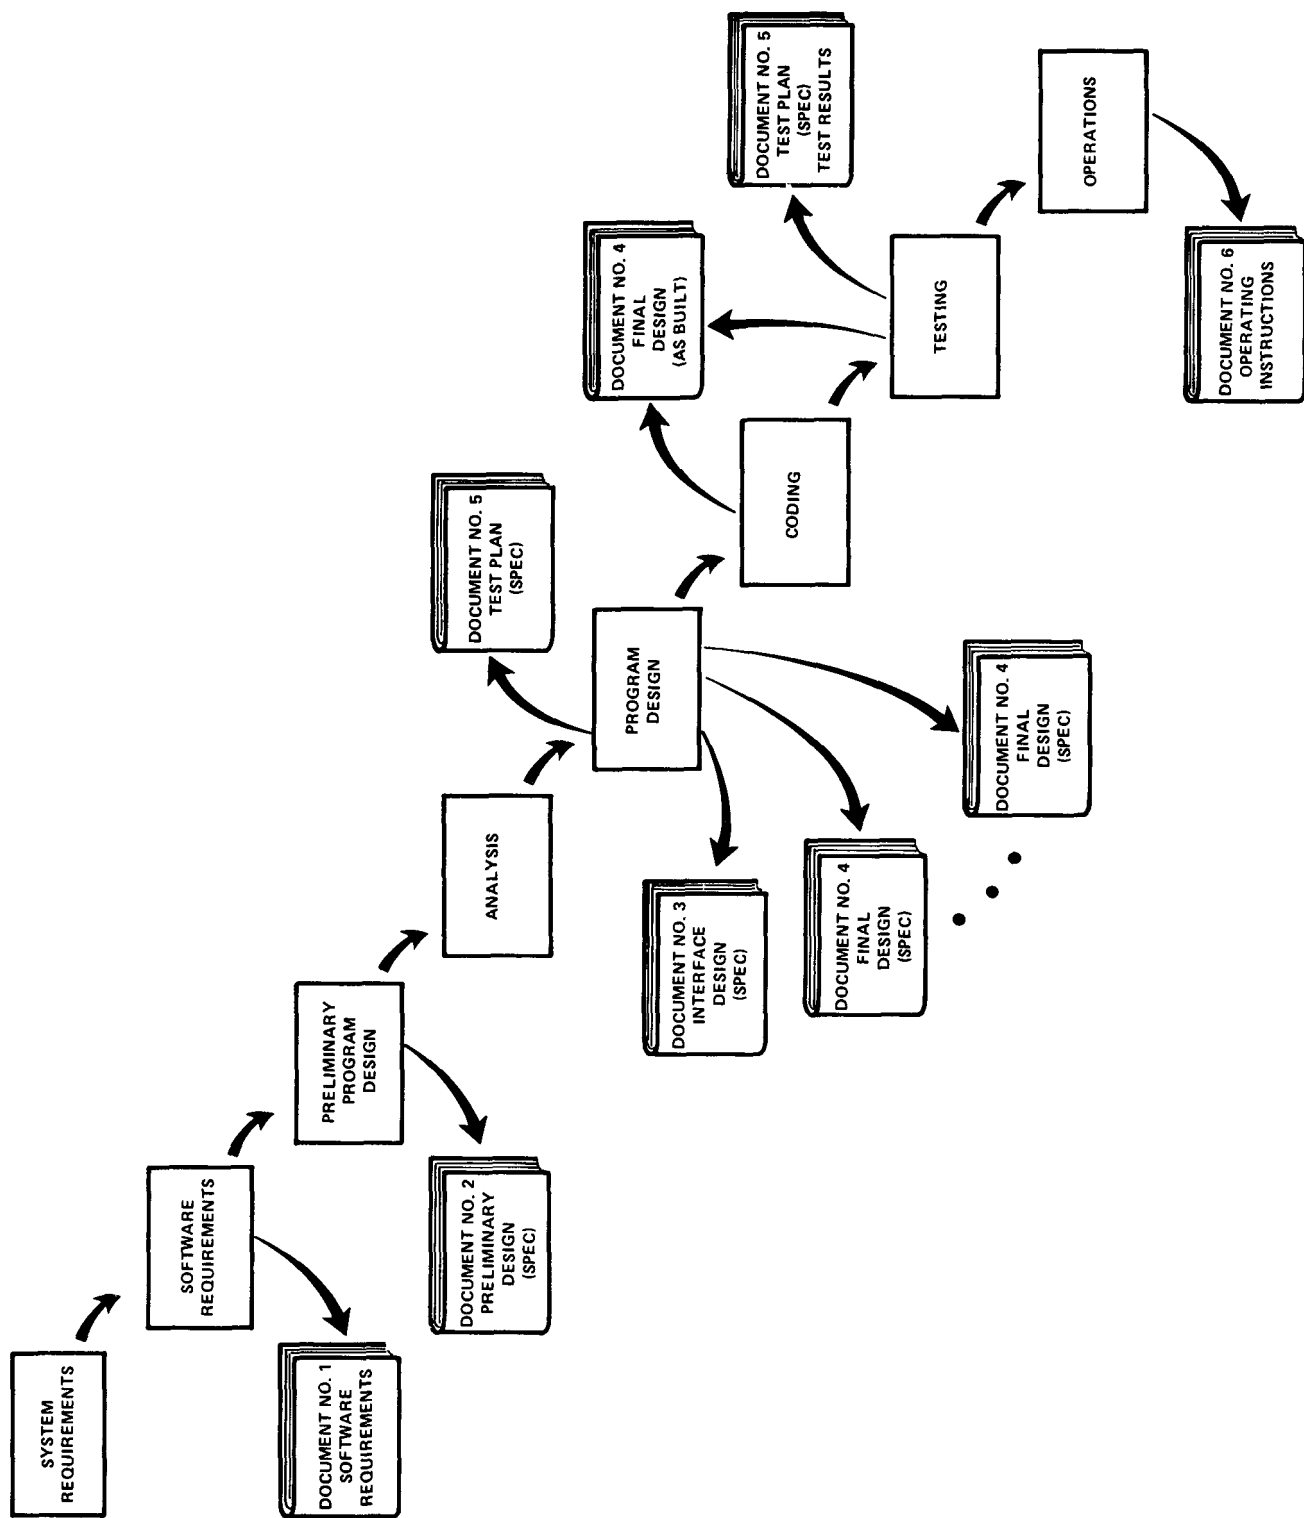 SYSTEM
REQUIREMENTS
SOFTWARE
REQUIREMENTS
DOCUMENT NO. 1
SOFTWARE
REQUIREMENTS
PRELIMINARY
PROGRAM
DESIGN
DOCUMENT NO. 2
PRELIMINARY
DESIGN
(SPEC)
ANALYSIS
PROGRAM
DESIGN
DOCUMENT NO. 5
TEST PLAN
(SPEC)
DOCUMENT NO. 3
INTERFACE
DESIGN
(SPEC)
DOCUMENT NO. 4
FINAL
DESIGN
(SPEC)
DOCUMENT NO. 4
FINAL
DESIGN
(SPEC)
CODING
DOCUMENT NO. 4
FINAL
DESIGN
(AS BUILT)
TESTING
DOCUMENT NO. 5
TEST PLAN
(SPEC)
TEST RESULTS
OPERATIONS
DOCUMENT NO. 6
OPERATING
INSTRUCTIONS